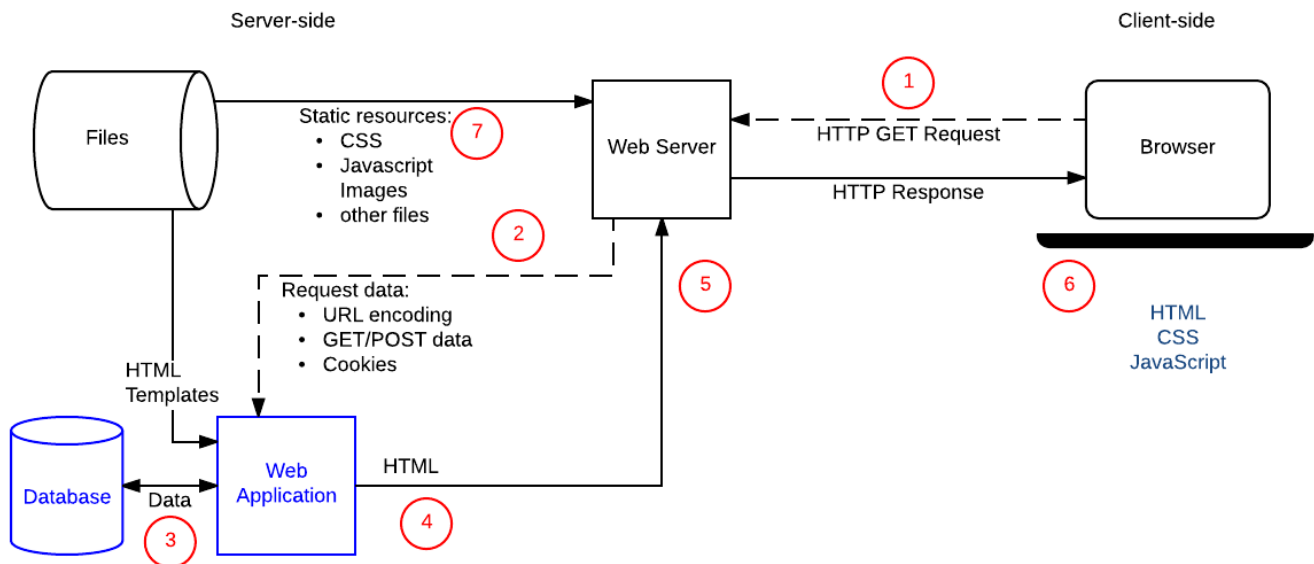 Server-side
Client-side
Files
Static resources:
• CSS
• Javascript
Images
• other files
7
Web Server
1
HTTP GET Request
HTTP Response
Browser
2
Request data:
• URL encoding
• GET/POST data
• Cookies
5
6
HTML
CSS
JavaScript
HTML
Templates
Database
Data
3
Web
Application
HTML
4